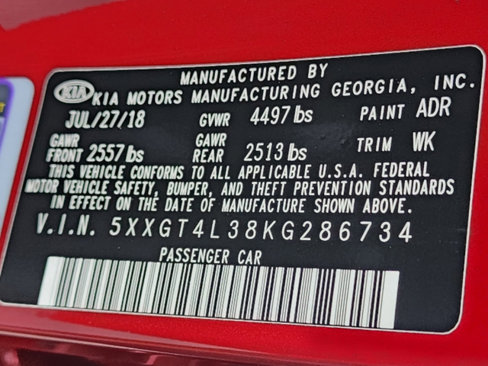 MANUFACTURED BY
KIA KIA MOTORS MANUFACTURING GEORGIA, INC.
JUL/27/18 GVWR 4497 lbs PAINT ADR
GAWR FRONT 2557 lbs GAWR REAR 2513 lbs TRIM WK
THIS VEHICLE CONFORMS TO ALL APPLICABLE U.S.A. FEDERAL
MOTOR VEHICLE SAFETY, BUMPER, AND THEFT PREVENTION STANDARDS
IN EFFECT ON THE DATE OF MANUFACTURE SHOWN ABOVE.
V.I.N. 5XXGT4L38KG286734
PASSENGER CAR